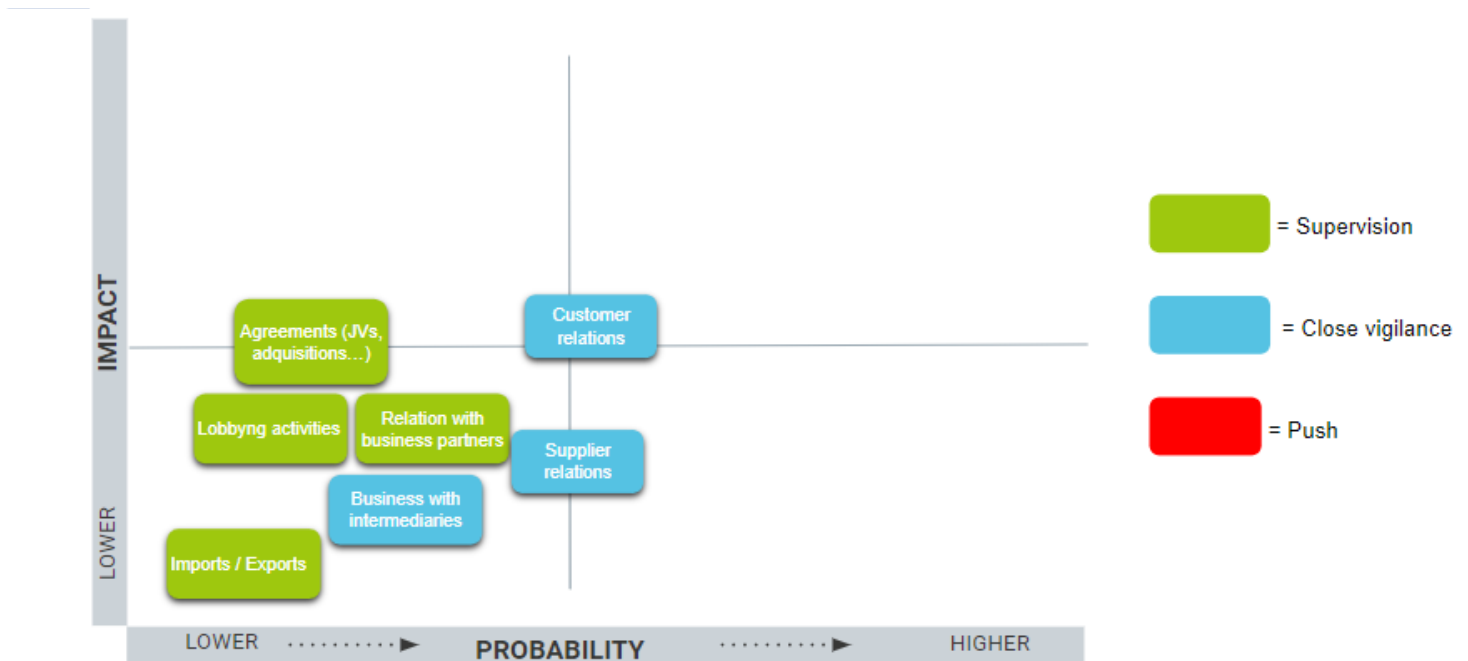 IMPACT
LOWER
Agreements (JVs,
adquisitions...)
Customer
relations
Lobbyng activities
Relation with
business partners
Supplier
relations
Business with
intermediaries
Imports / Exports
LOWER
PROBABILITY
HIGHER
= Supervision
= Close vigilance
= Push